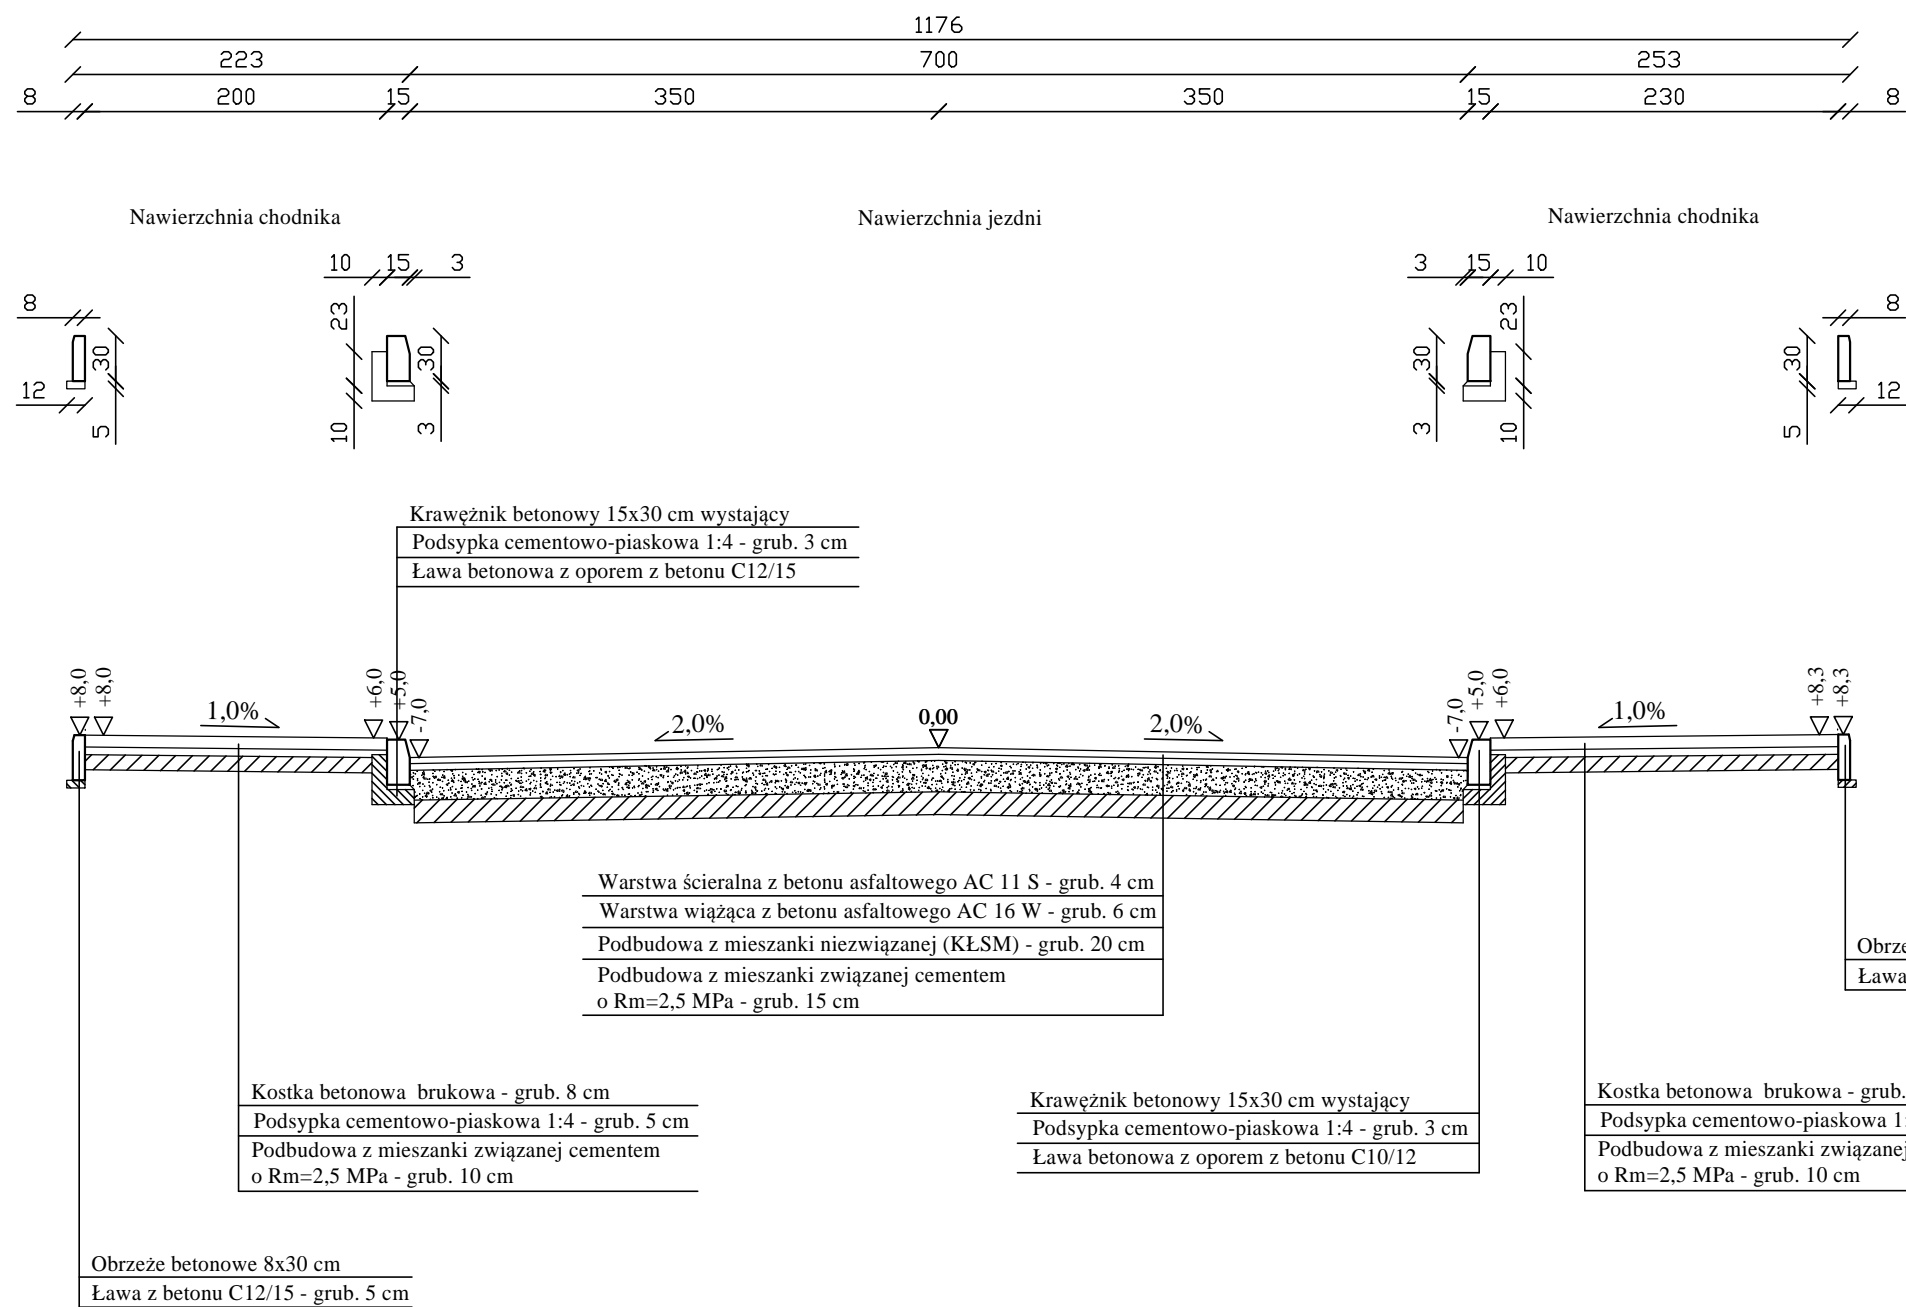 1176
223 700 253
8 200 15 350 350 15 230 8
Nawierzchnia chodnika Nawierzchnia jezdni Nawierzchnia chodnika
10 15 3 3 15 10
8 23 30 30 12 5 10 3
30 23 3 10 8 30 12 5
Krawężnik betonowy 15x30 cm wystający
Podsypka cementowo-piaskowa 1:4 - grub. 3 cm
Ława betonowa z oporem z betonu C12/15
+8,0 +8,0 +6,0 +5,0 -7,0 0,00 -7,0 +5,0 +6,0 +8,3 +8,3
1,0% 2,0% 2,0% 1,0%
Warstwa ścieralna z betonu asfaltowego AC 11 S - grub. 4 cm
Warstwa wiążąca z betonu asfaltowego AC 16 W - grub. 6 cm
Podbudowa z mieszanki niezwiązanej (KŁSM) - grub. 20 cm
Podbudowa z mieszanki związanej cementem
o Rm=2,5 MPa - grub. 15 cm
Obrze
Ława
Kostka betonowa brukowa - grub. 8 cm
Podsypka cementowo-piaskowa 1:4 - grub. 5 cm
Podbudowa z mieszanki związanej cementem
o Rm=2,5 MPa - grub. 10 cm
Krawężnik betonowy 15x30 cm wystający
Podsypka cementowo-piaskowa 1:4 - grub. 3 cm
Ława betonowa z oporem z betonu C10/12
Kostka betonowa brukowa - grub.
Podsypka cementowo-piaskowa 1:
Podbudowa z mieszanki związanej
o Rm=2,5 MPa - grub. 10 cm
Obrzeże betonowe 8x30 cm
Ława z betonu C12/15 - grub. 5 cm